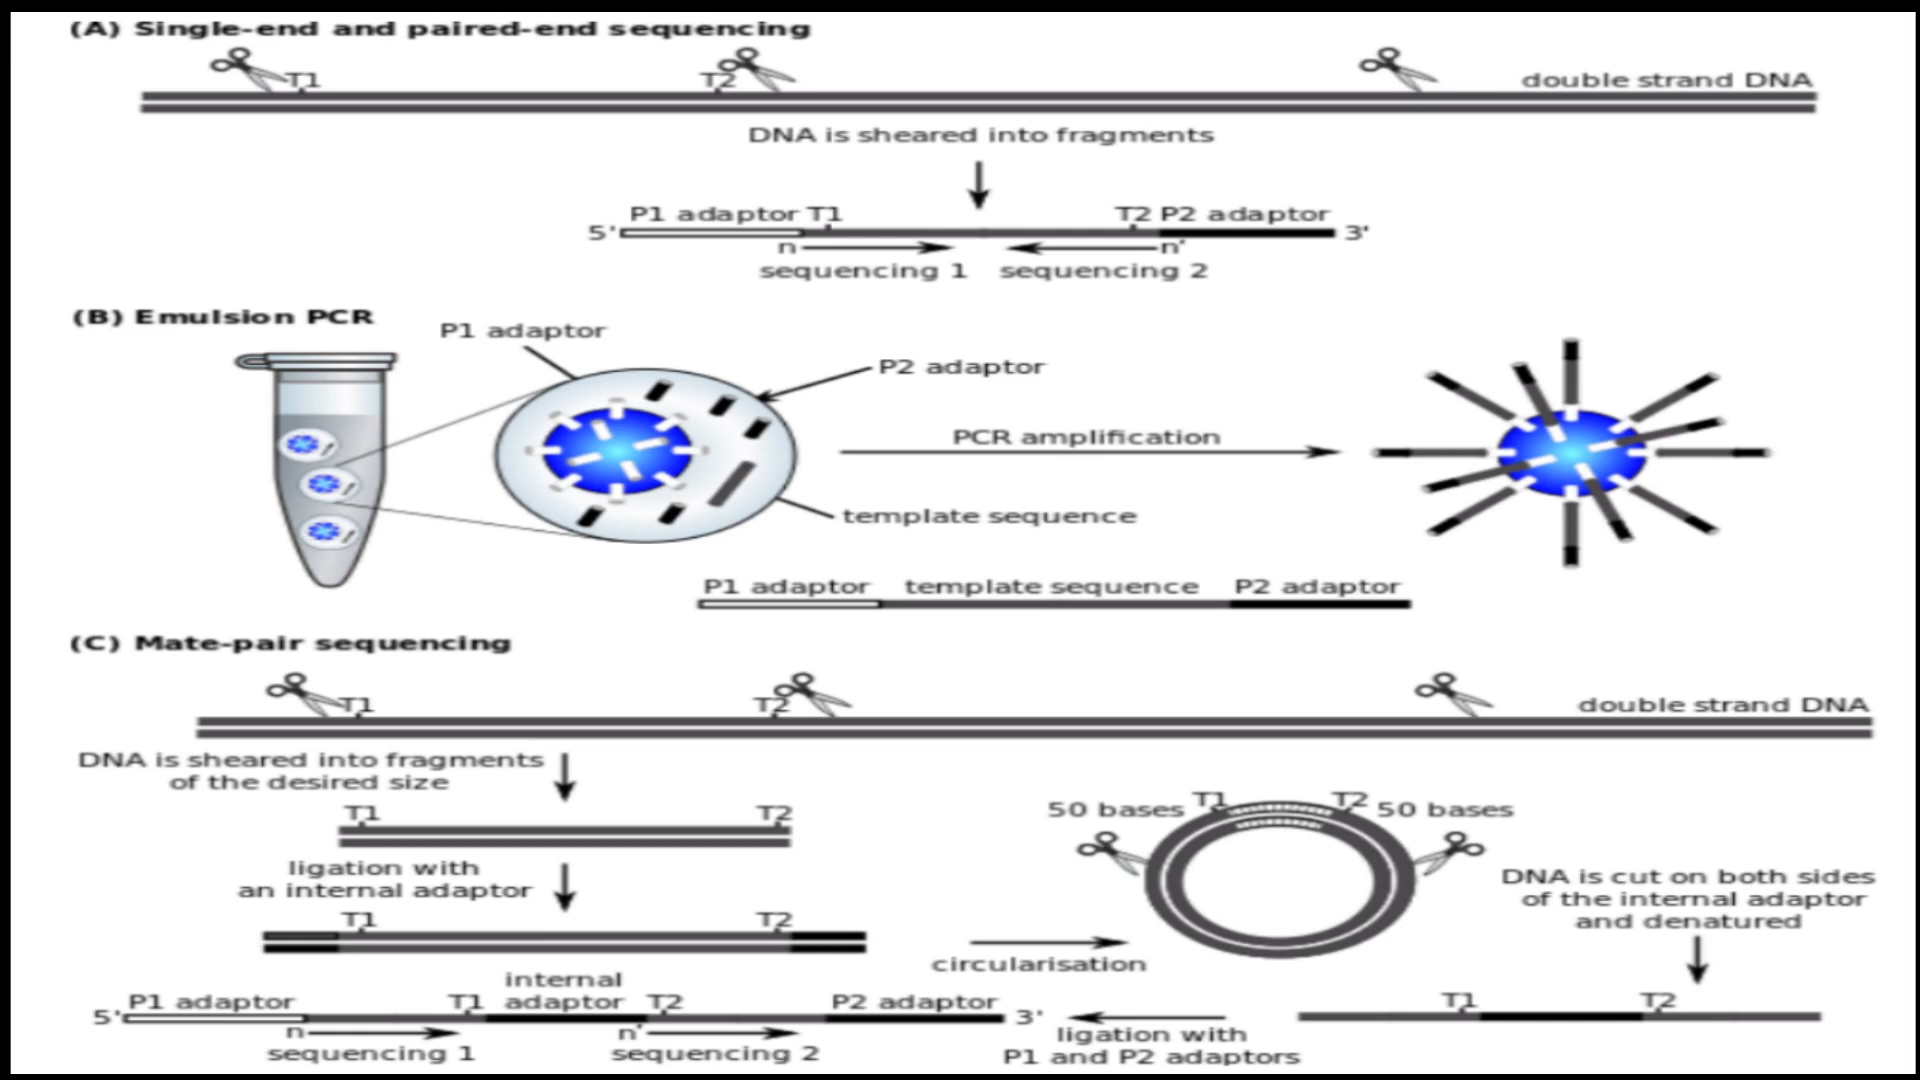 (A) Single-end and paired-end sequencing
T1
T2
double strand DNA
DNA is sheared into fragments
P1 adaptor T1
T2 P2 adaptor
5'
3'
n
n'
sequencing 1
sequencing 2
(B) Emulsion PCR
P1 adaptor
P2 adaptor
PCR amplification
template sequence
P1 adaptor
template sequence
P2 adaptor
(C) Mate-pair sequencing
T1
T2
double strand DNA
DNA is sheared into fragments
of the desired size
T1
T2
ligation with
an internal adaptor
T1
T2
circularisation
50 bases
T1
T2
50 bases
DNA is cut on both sides
of the internal adaptor
and denatured
T1
T2
ligation with
P1 and P2 adaptors
5'
P1 adaptor
T1
internal
adaptor
T2
P2 adaptor
3'
n
n'
sequencing 1
sequencing 2